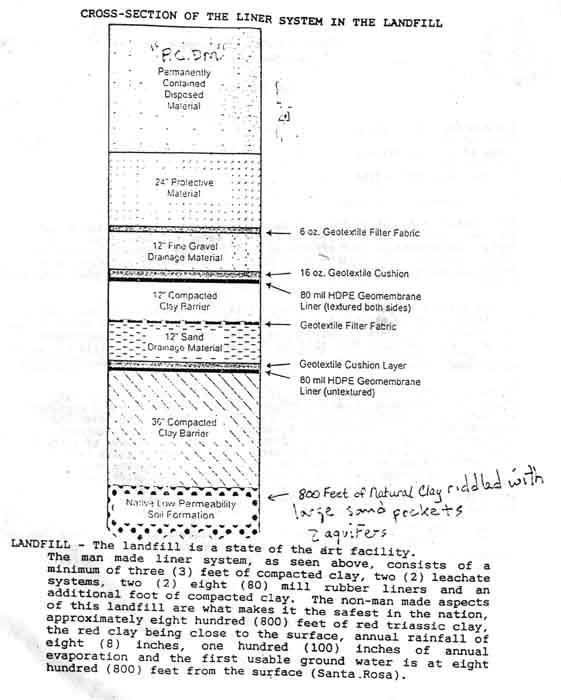 CROSS-SECTION OF THE LINER SYSTEM IN THE LANDFILL
"P.C.Dm"
Permanently
Contained
Disposed
Material
24" Protective
Material
6 oz. Geotextile Filter Fabric
12" Fine Gravel
Drainage Material
16 oz. Geotextile Cushion
80 mil HDPE Geomembrane
Liner (textured both sides)
12" Compacted
Clay Barrier
Geotextile Filter Fabric
12" Sand
Drainage Material
Geotextile Cushion Layer
80 mil HDPE Geomembrane
Liner (untextured)
36" Compacted
Clay Barrier
Native Low Permeability
Soil Formation
800 Feet of Natural Clay riddled with
large sand pockets
2 aquifers
LANDFILL - The landfill is a state of the art facility.
The man made liner system, as seen above, consists of a
minimum of three (3) feet of compacted clay, two (2) leachate
systems, two (2) eight (80) mill rubber liners and an
additional foot of compacted clay. The non-man made aspects
of this landfill are what makes it the safest in the nation,
approximately eight hundred (800) feet of red triassic clay,
the red clay being close to the surface, annual rainfall of
eight (8) inches, one hundred (100) inches of annual
evaporation and the first usable ground water is at eight
hundred (800) feet from the surface (Santa Rosa).